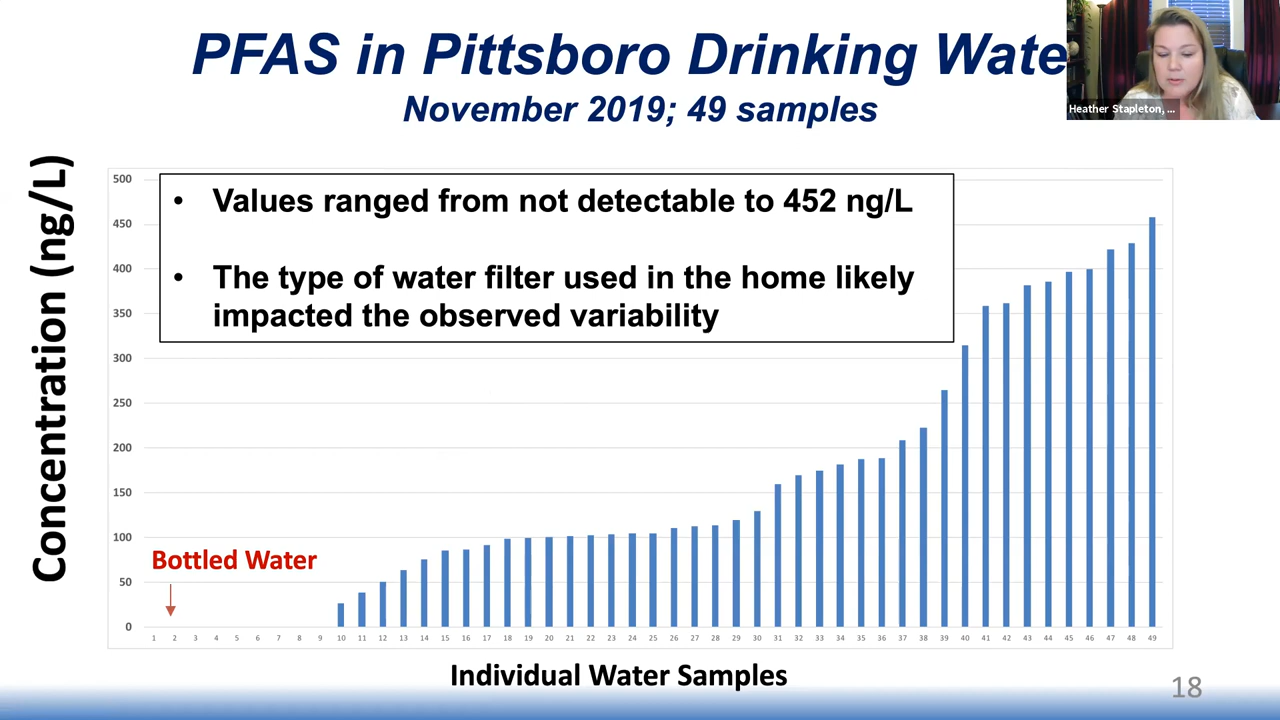 PFAS in Pittsboro Drinking Wate
November 2019; 49 samples
Heather Stapleton, ...
Concentration (ng/L)
500
450
400
350
300
250
200
150
100
50
0
• Values ranged from not detectable to 452 ng/L
• The type of water filter used in the home likely
impacted the observed variability
Bottled Water
1 2 3 4 5 6 7 8 9 10 11 12 13 14 15 16 17 18 19 20 21 22 23 24 25 26 27 28 29 30 31 32 33 34 35 36 37 38 39 40 41 42 43 44 45 46 47 48 49
Individual Water Samples
18